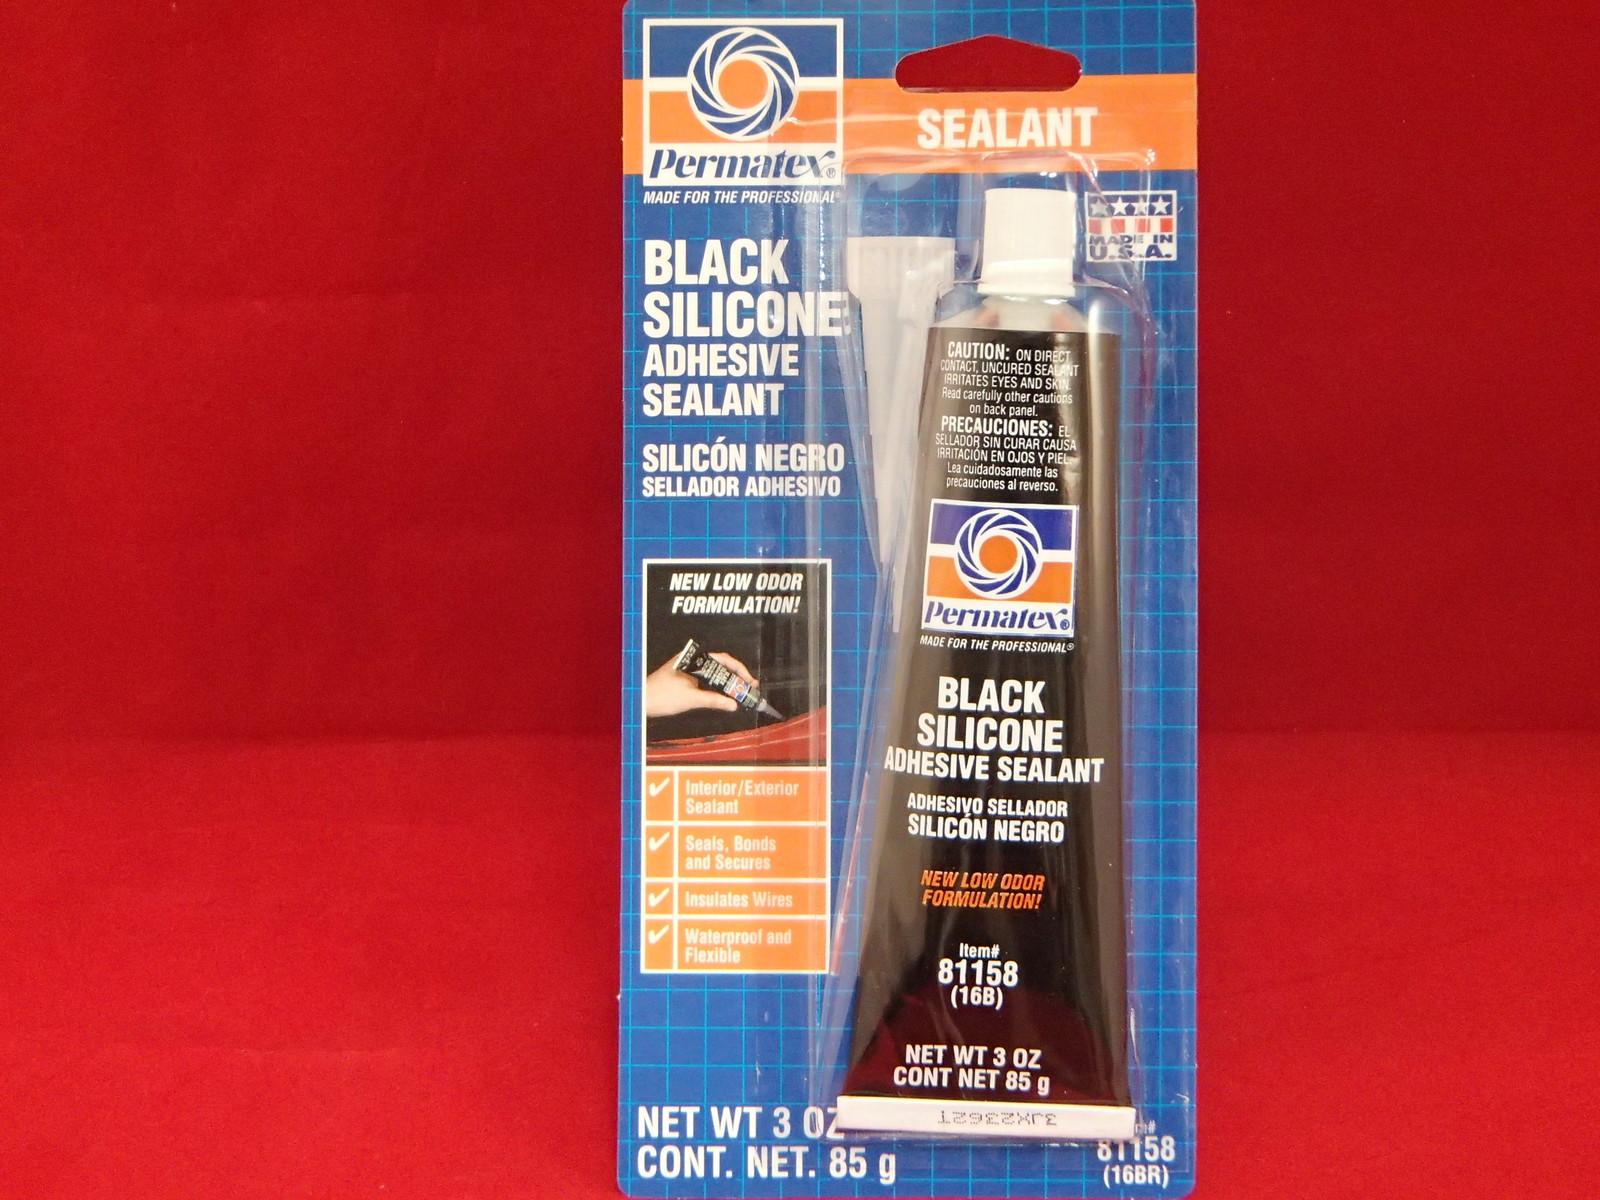 Permatex®
MADE FOR THE PROFESSIONAL®
SEALANT
MADE IN
U.S.A.
BLACK
SILICONE
ADHESIVE
SEALANT
SILICÓN NEGRO
SELLADOR ADHESIVO
NEW LOW ODOR
FORMULATION!
Interior/Exterior
Sealant
Seals, Bonds
and Secures
Insulates Wires
Waterproof and
Flexible
NET WT 3 OZ
CONT. NET. 85 g
CAUTION: ON DIRECT
CONTACT, UNCURED SEALANT
IRRITATES EYES AND SKIN.
Read carefully other cautions
on back panel.
PRECAUCIONES: EL
SELLADOR SIN CURAR CAUSA
IRRITACIÓN EN OJOS Y PIEL.
Lea cuidadosamente las
precauciones al reverso.
Permatex®
MADE FOR THE PROFESSIONAL®
BLACK
SILICONE
ADHESIVE SEALANT
ADHESIVO SELLADOR
SILICÓN NEGRO
NEW LOW ODOR
FORMULATION!
Item#
81158
(16B)
NET WT 3 OZ
CONT NET 85 g
81158
(16BR)